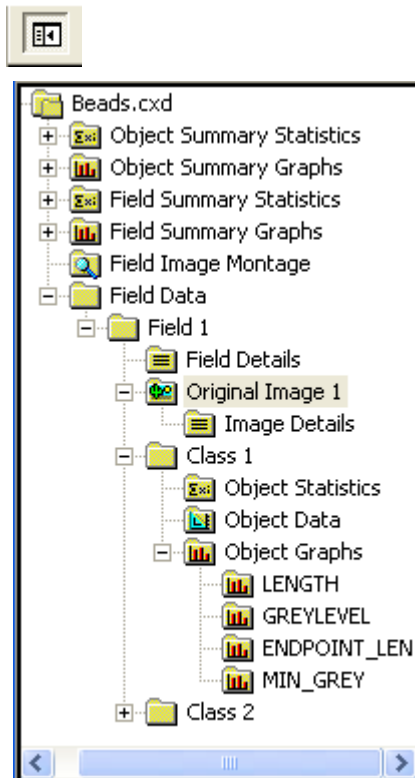 Beads.cxd
Object Summary Statistics
Object Summary Graphs
Field Summary Statistics
Field Summary Graphs
Field Image Montage
Field Data
Field 1
Field Details
Original Image 1
Image Details
Class 1
Object Statistics
Object Data
Object Graphs
LENGTH
GREYLEVEL
ENDPOINT_LEN
MIN_GREY
Class 2